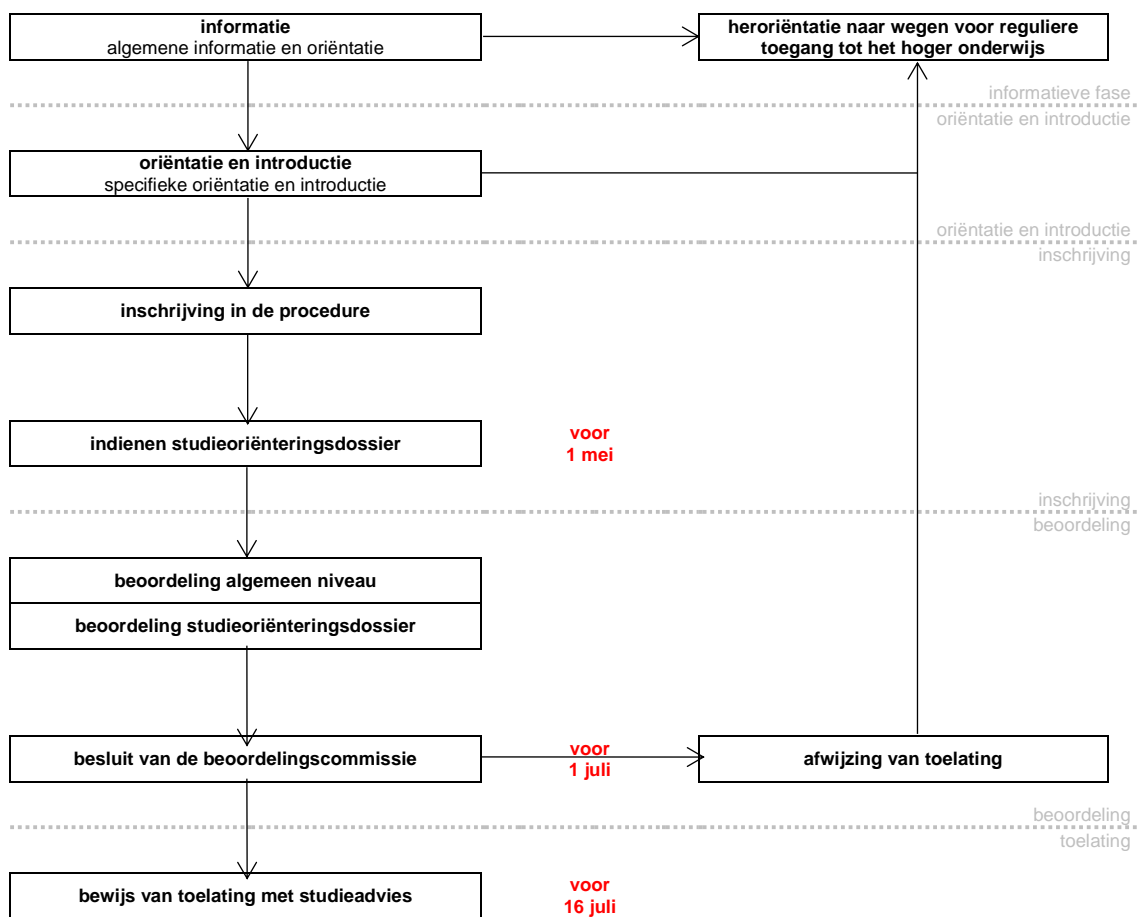 informatie
algemene informatie en oriëntatie
heroriëntatie naar wegen voor reguliere
toegang tot het hoger onderwijs
informatieve fase
oriëntatie en introductie
oriëntatie en introductie
specifieke oriëntatie en introductie
oriëntatie en introductie
inschrijving
inschrijving in de procedure
indienen studieoriënteringsdossier
voor
1 mei
inschrijving
beoordeling
beoordeling algemeen niveau
beoordeling studieoriënteringsdossier
besluit van de beoordelingscommissie
voor
1 juli
afwijzing van toelating
beoordeling
toelating
bewijs van toelating met studieadvies
voor
16 juli